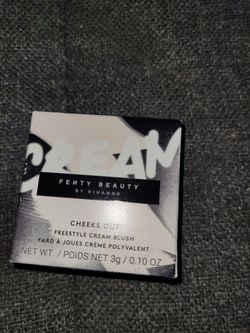 CREAM
FENTY BEAUTY
BY RIHANNA
CHEEKS OUT
FREESTYLE CREAM BLUSH
FARD À JOUES CRÈME POLYVALENT
NET WT. / POIDS NET 3g / 0.10 OZ